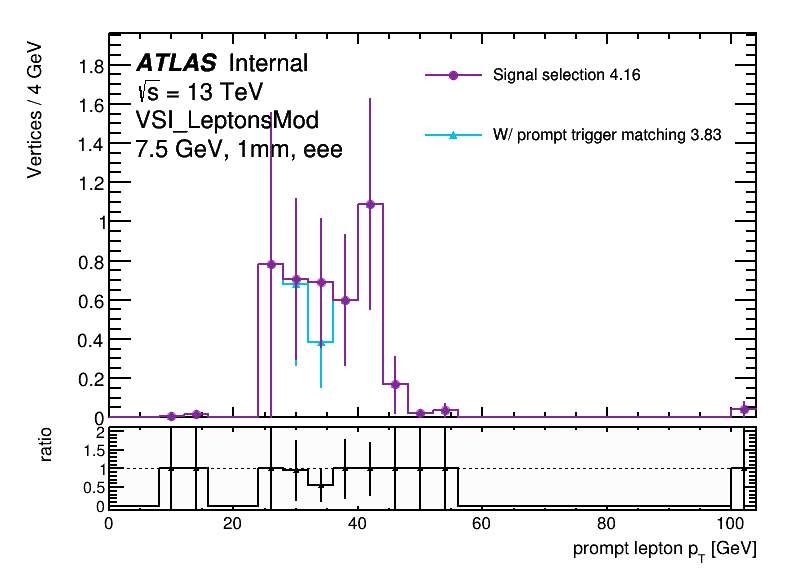 Vertices / 4 GeV
1.8
1.6
1.4
1.2
1
0.8
0.6
0.4
0.2
0
ATLAS Internal
√s = 13 TeV
VSI_LeptonsMod
7.5 GeV, 1mm, eee
Signal selection 4.16
W/ prompt trigger matching 3.83
ratio
2
1.5
1
0.5
0
0 20 40 60 80 100
prompt lepton p_T [GeV]